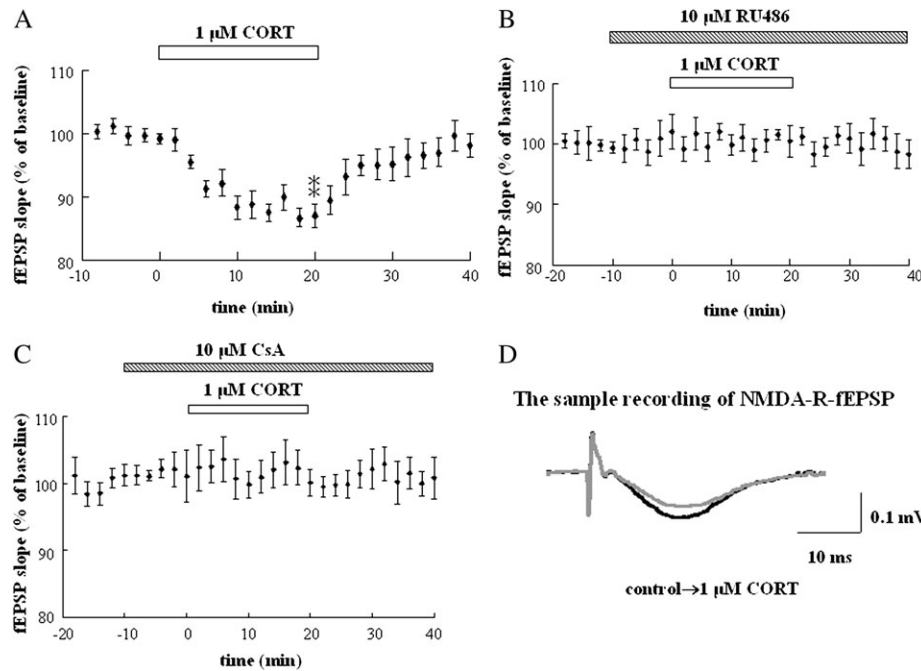 A
1 μM CORT
fEPSP slope (% of baseline)
110
100
90
80
**
-10 0 10 20 30 40
time (min)
B
10 μM RU486
1 μM CORT
fEPSP slope (% of baseline)
110
100
90
80
-20 -10 0 10 20 30 40
time (min)
C
10 μM CsA
1 μM CORT
fEPSP slope (% of baseline)
110
100
90
80
-20 -10 0 10 20 30 40
time (min)
D
The sample recording of NMDA-R-fEPSP
0.1 mV
10 ms
control→1 μM CORT